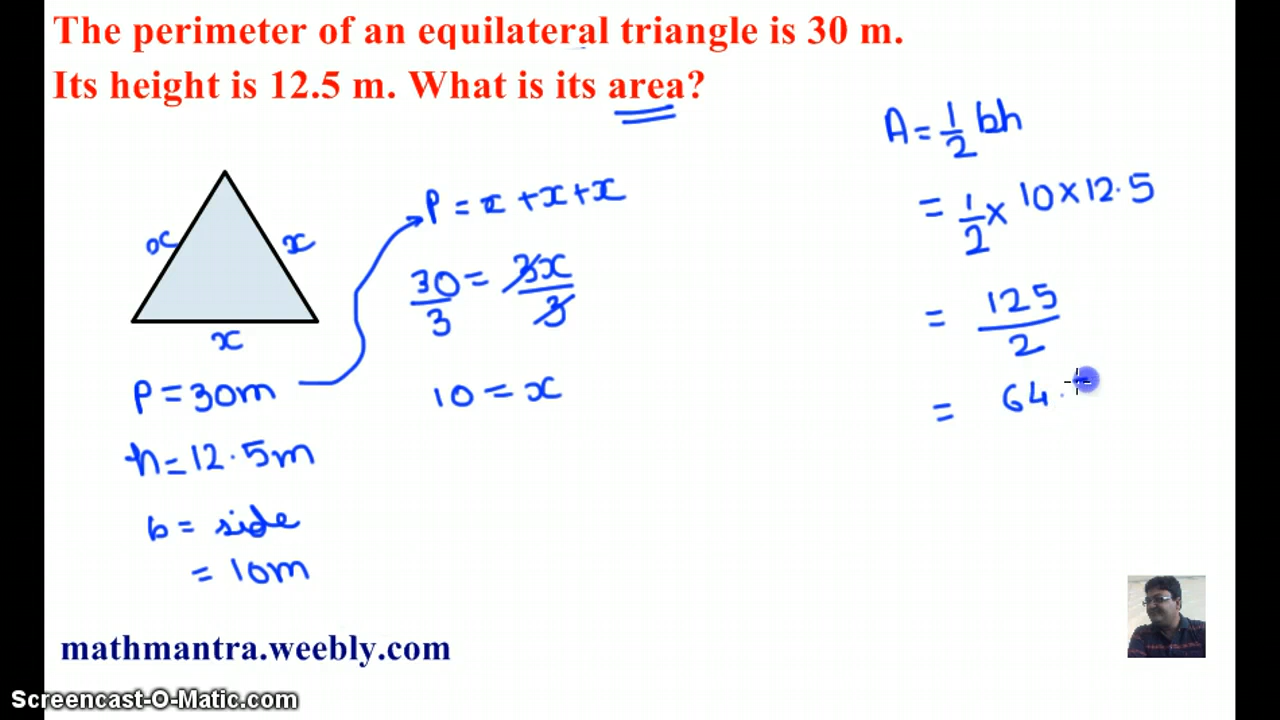 The perimeter of an equilateral triangle is 30 m.
Its height is 12.5 m. What is its area?
x
x
x
P = 30m
h = 12.5m
b = side
= 10m
P = x + x + x
30/3 = 3x/3
10 = x
A = 1/2 bh
= 1/2 × 10 × 12.5
= 125/2
= 64.
mathmantra.weebly.com
Screencast-O-Matic.com